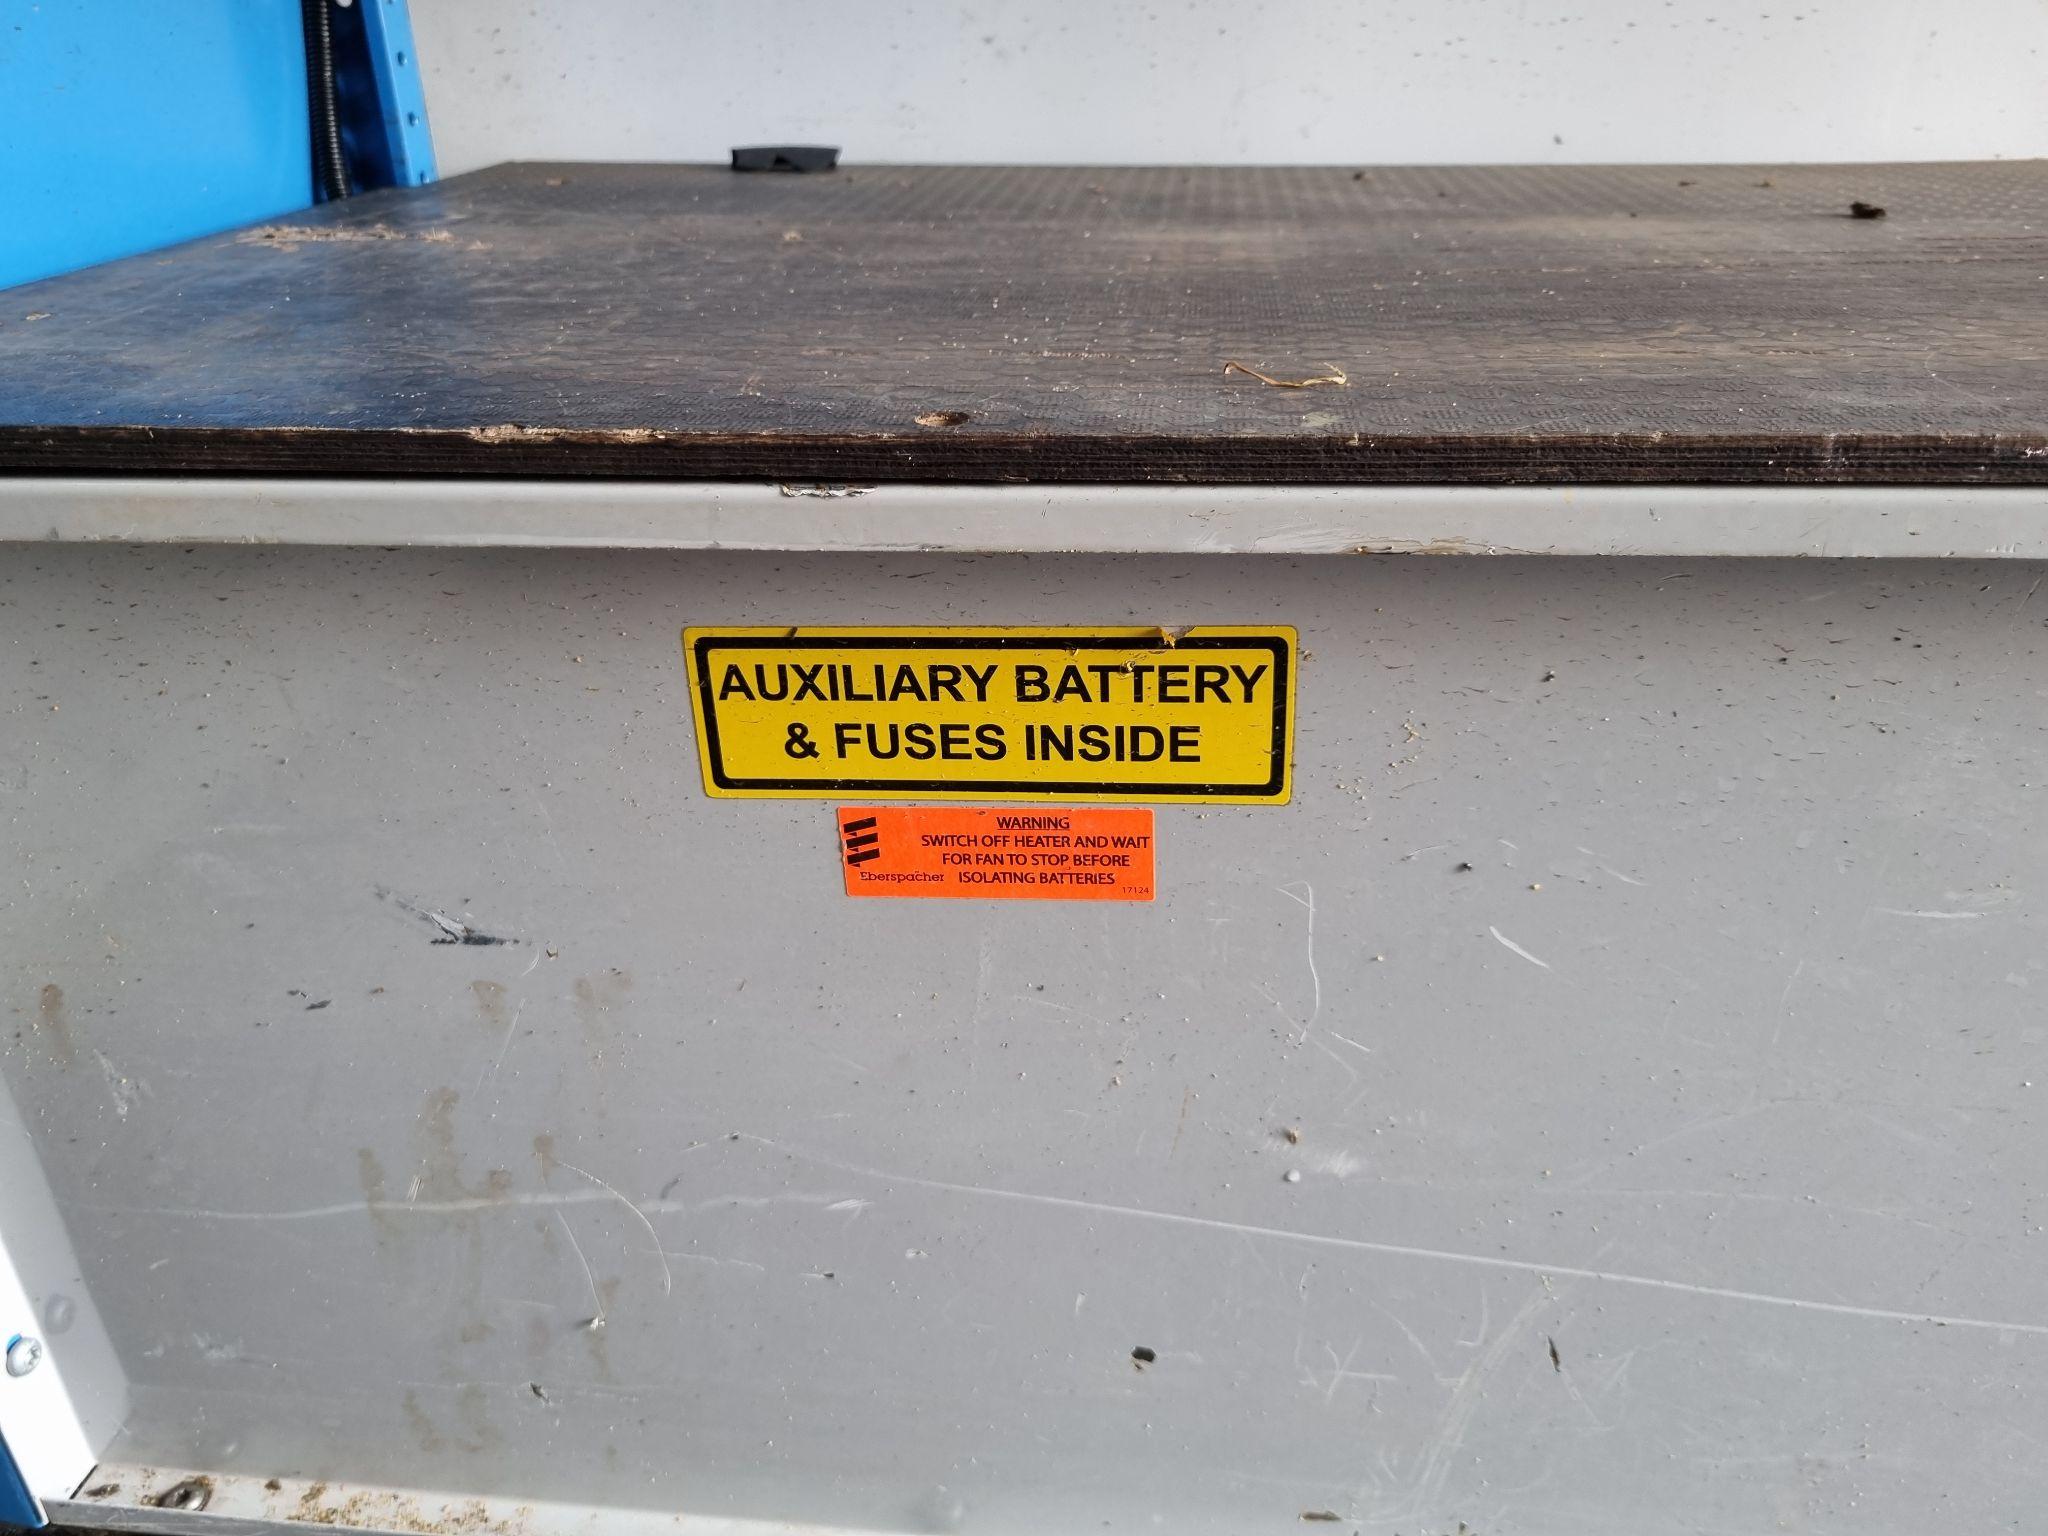 AUXILIARY BATTERY
& FUSES INSIDE
WARNING
SWITCH OFF HEATER AND WAIT
FOR FAN TO STOP BEFORE
ISOLATING BATTERIES
Eberspächer
17124